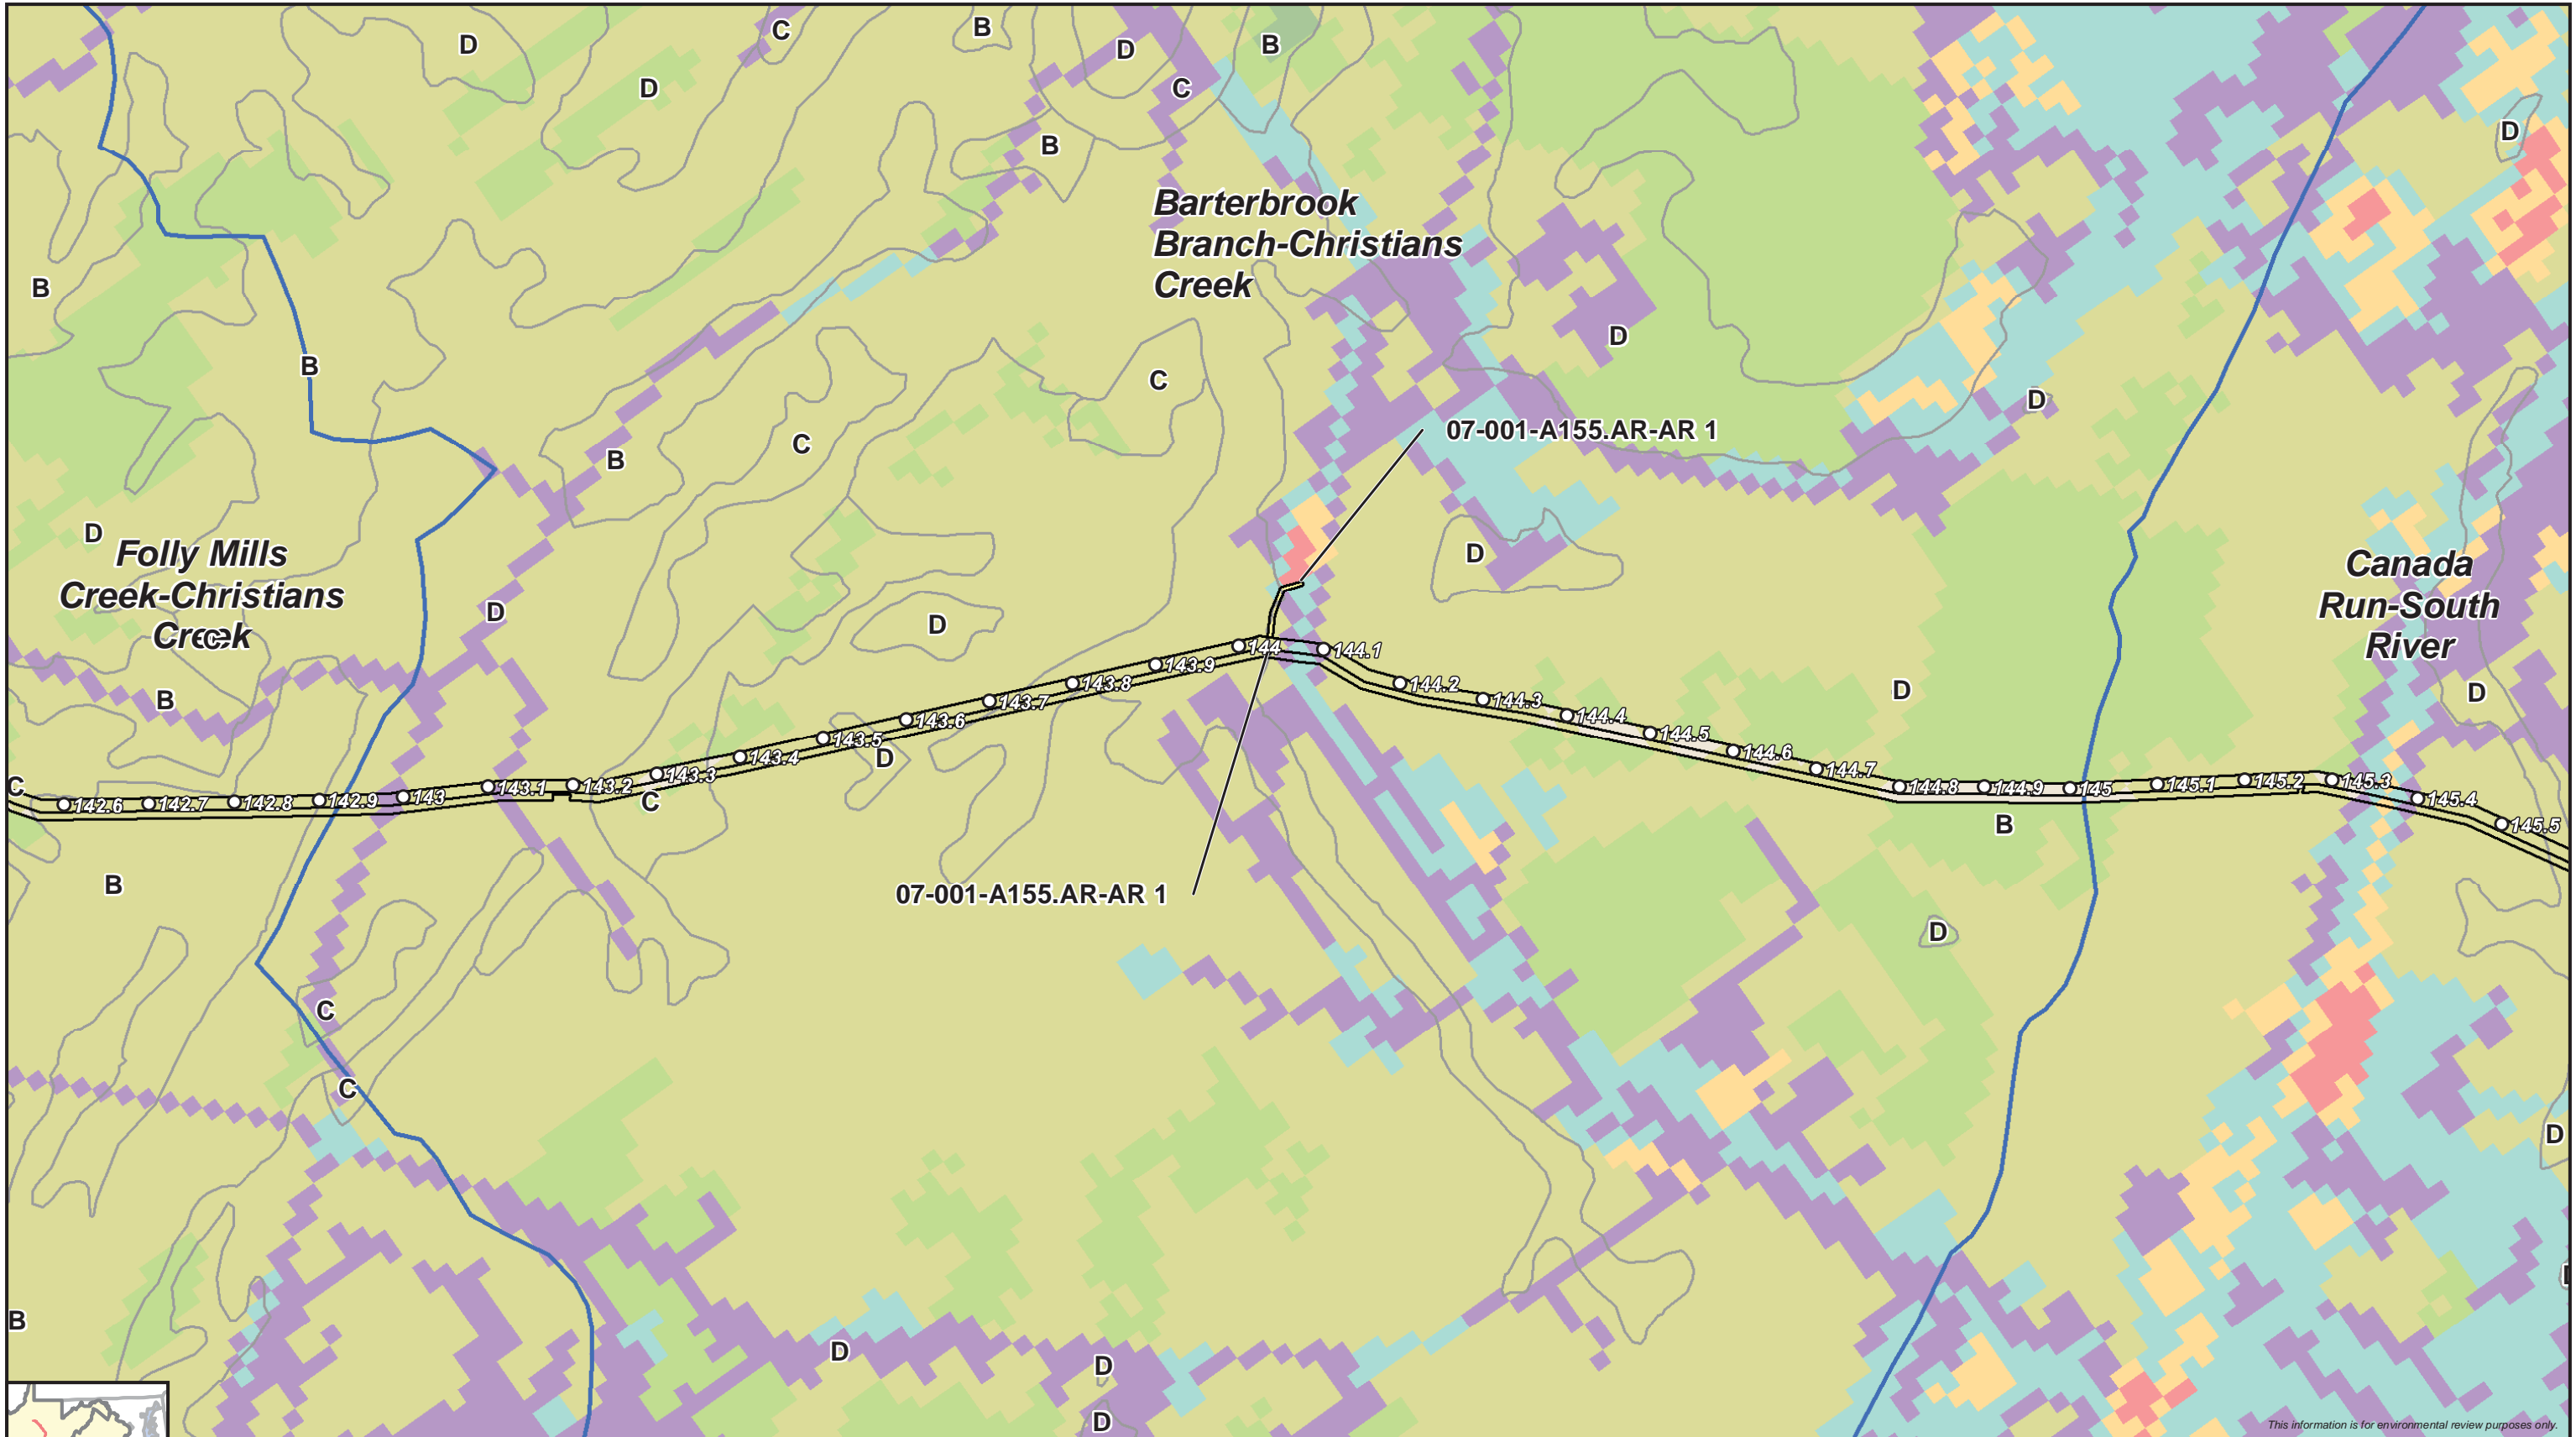 D
C
B
D
B
D
C
B
D
B
Barterbrook
Branch-Christians
Creek
B
D
B
C
D
C
B
07-001-A155.AR-AR 1
D
D
Folly Mills
Creek-Christians
Creek
C
D
D
Canada
Run-South
River
D
D
B
144
144.1
143.9
143.8
143.7
143.6
143.5
143.4
143.3
143.2
143.1
143
142.9
142.8
142.7
142.6
C
D
C
144.2
144.3
144.4
144.5
144.6
144.7
144.8
144.9
145
145.1
145.2
145.3
145.4
145.5
B
B
07-001-A155.AR-AR 1
D
C
C
D
B
D
D
D
This information is for environmental review purposes only.